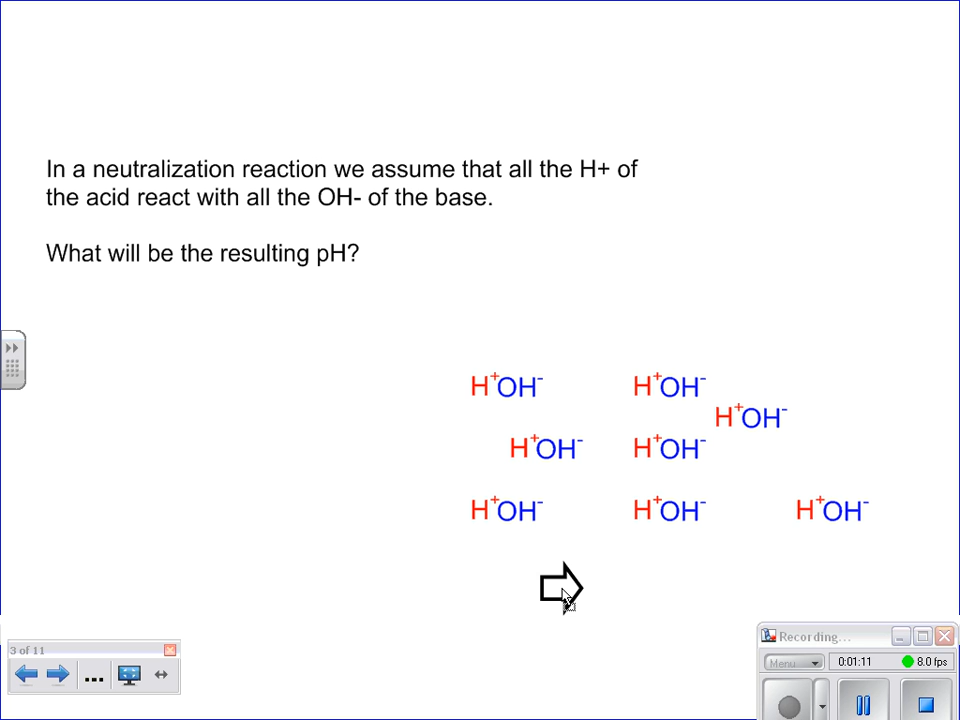 In a neutralization reaction we assume that all the H+ of
the acid react with all the OH- of the base.
What will be the resulting pH?
H⁺OH⁻ H⁺OH⁻
H⁺OH⁻
H⁺OH⁻ H⁺OH⁻
H⁺OH⁻ H⁺OH⁻ H⁺OH⁻
3 of 11
...
Recording...
Menu 0:01:11 8.0 fps